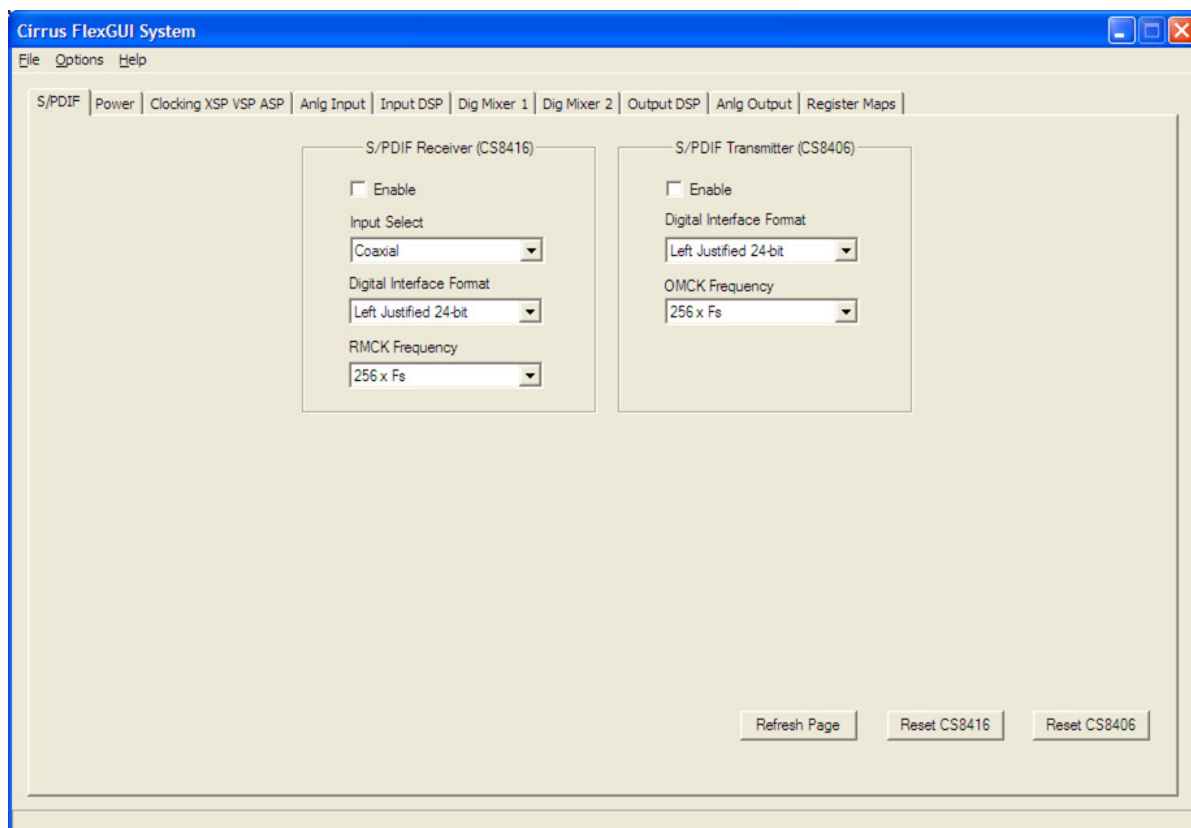 Cirrus FlexGUI System
File Options Help
S/PDIF Power Clocking XSP VSP ASP Anlg Input Input DSP Dig Mixer 1 Dig Mixer 2 Output DSP Anlg Output Register Maps
S/PDIF Receiver (CS8416)
Enable
Input Select
Coaxial
Digital Interface Format
Left Justified 24-bit
RMCK Frequency
256 x Fs
S/PDIF Transmitter (CS8406)
Enable
Digital Interface Format
Left Justified 24-bit
OMCK Frequency
256 x Fs
Refresh Page Reset CS8416 Reset CS8406